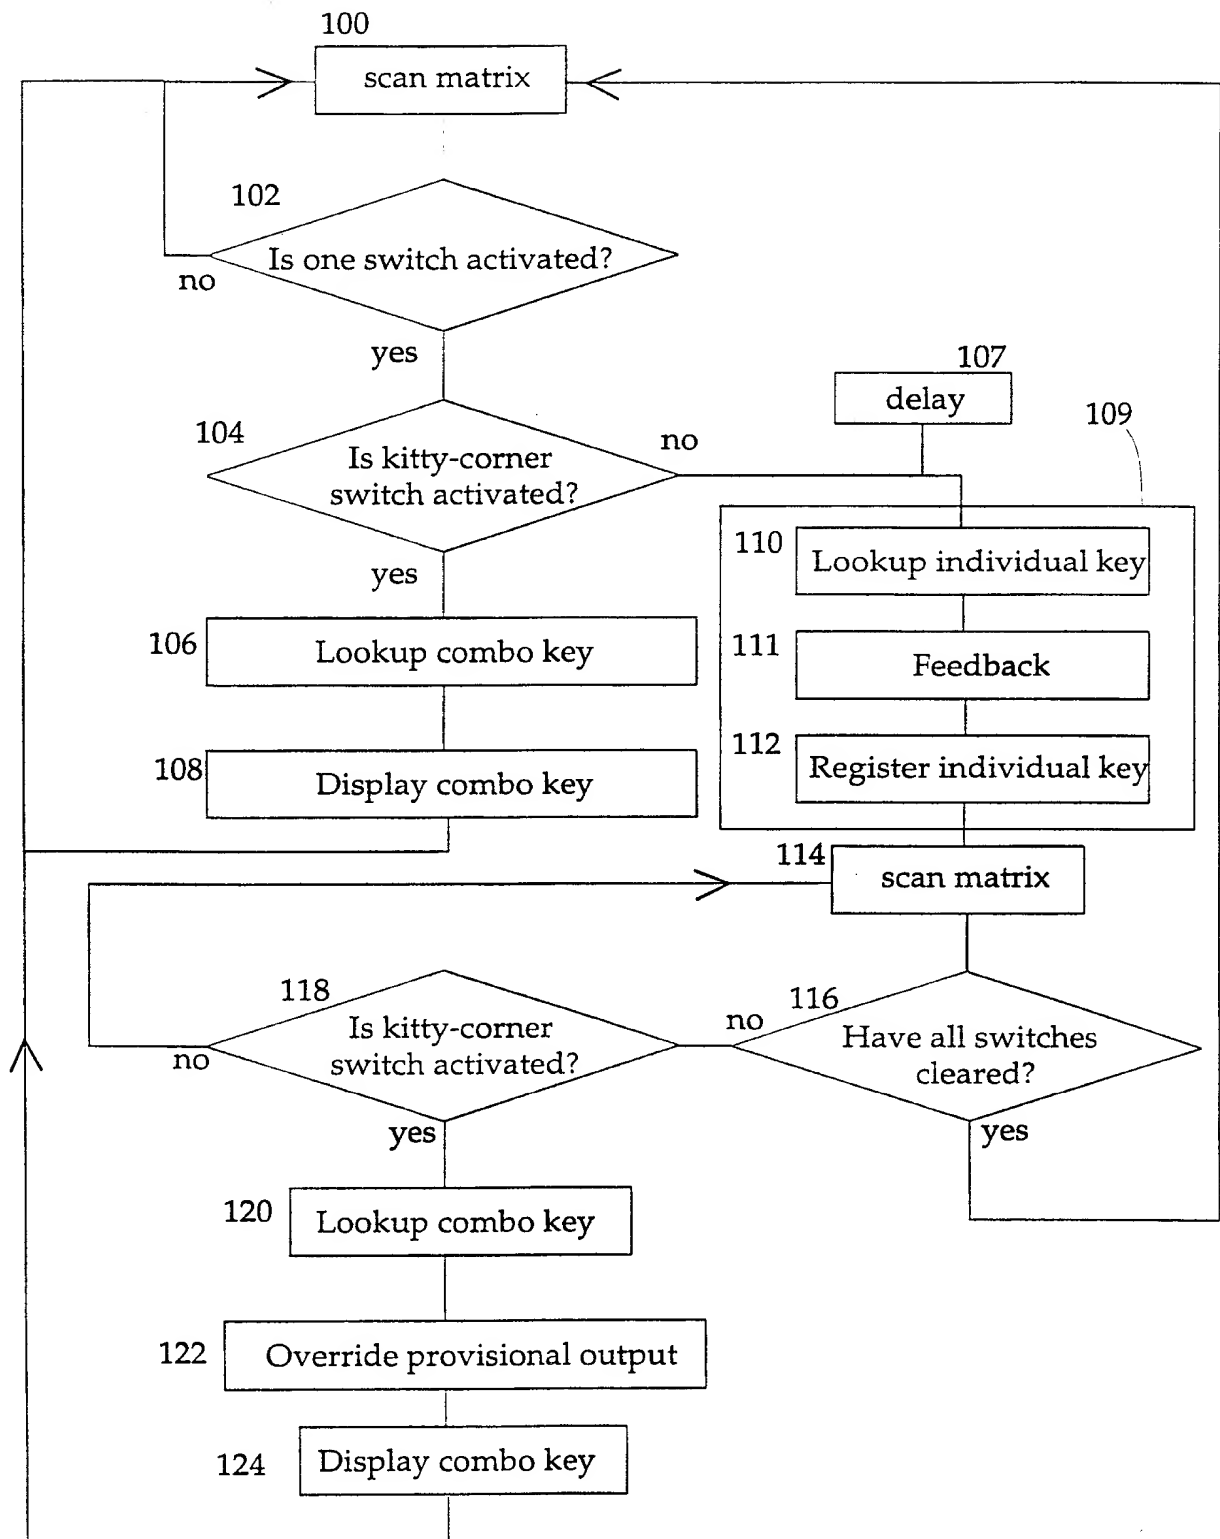 100
scan matrix
102
Is one switch activated?
no
yes
107
delay
109
104
Is kitty-corner
switch activated?
no
yes
110
Lookup individual key
106
Lookup combo key
111
Feedback
112
Register individual key
108
Display combo key
114
scan matrix
118
Is kitty-corner
switch activated?
no
116
no
Have all switches
cleared?
yes
yes
120
Lookup combo key
122
Override provisional output
124
Display combo key